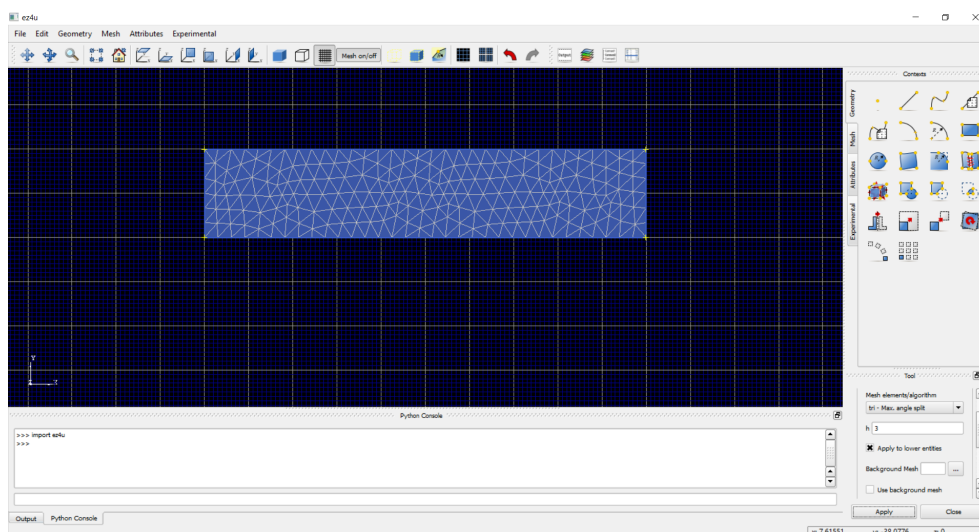 ez4u
File Edit Geometry Mesh Attributes Experimental
Mesh on/off
Contexts
Geometry
Mesh
Attributes
Experimental
Y
Tool
Mesh elements/algorithm
tri - Max. angle split
h 3
Apply to lower entities
Background Mesh ...
Use background mesh
Apply Close
Python Console
>>> import ez4u
>>>
Output Python Console